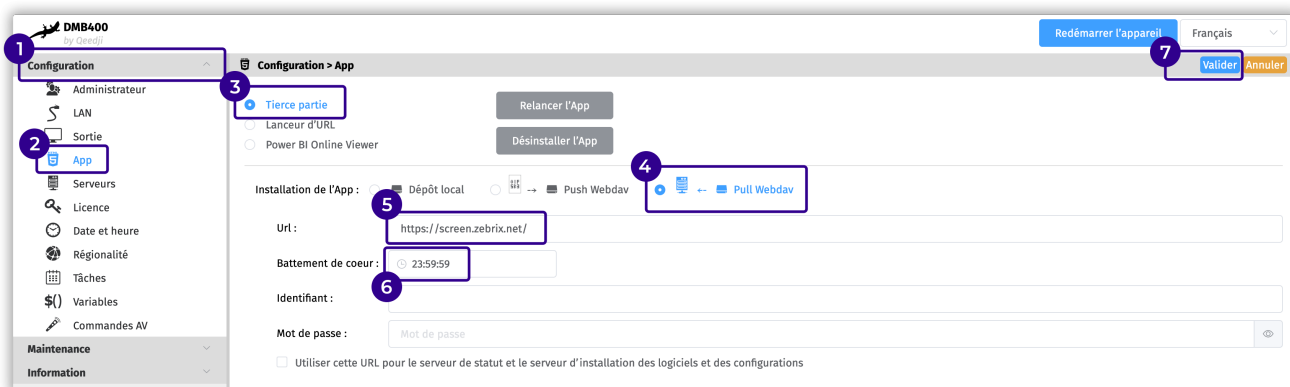 DMB400
by Qeedji
Redémarrer l'appareil
Français
1
7
Configuration
Configuration > App
Valider
Annuler
Administrateur
3
Tierce partie
Relancer l'App
LAN
Lanceur d'URL
Sortie
Désinstaller l'App
Power BI Online Viewer
2
App
4
Serveurs
Installation de l'App :
Dépôt local
→ Push Webdav
← Pull Webdav
Licence
5
Date et heure
Url :
https://screen.zebrix.net/
Régionalité
Battement de coeur :
23:59:59
Tâches
6
$() Variables
Identifiant :
Commandes AV
Mot de passe :
Mot de passe
Maintenance
Utiliser cette URL pour le serveur de statut et le serveur d'installation des logiciels et des configurations
Information